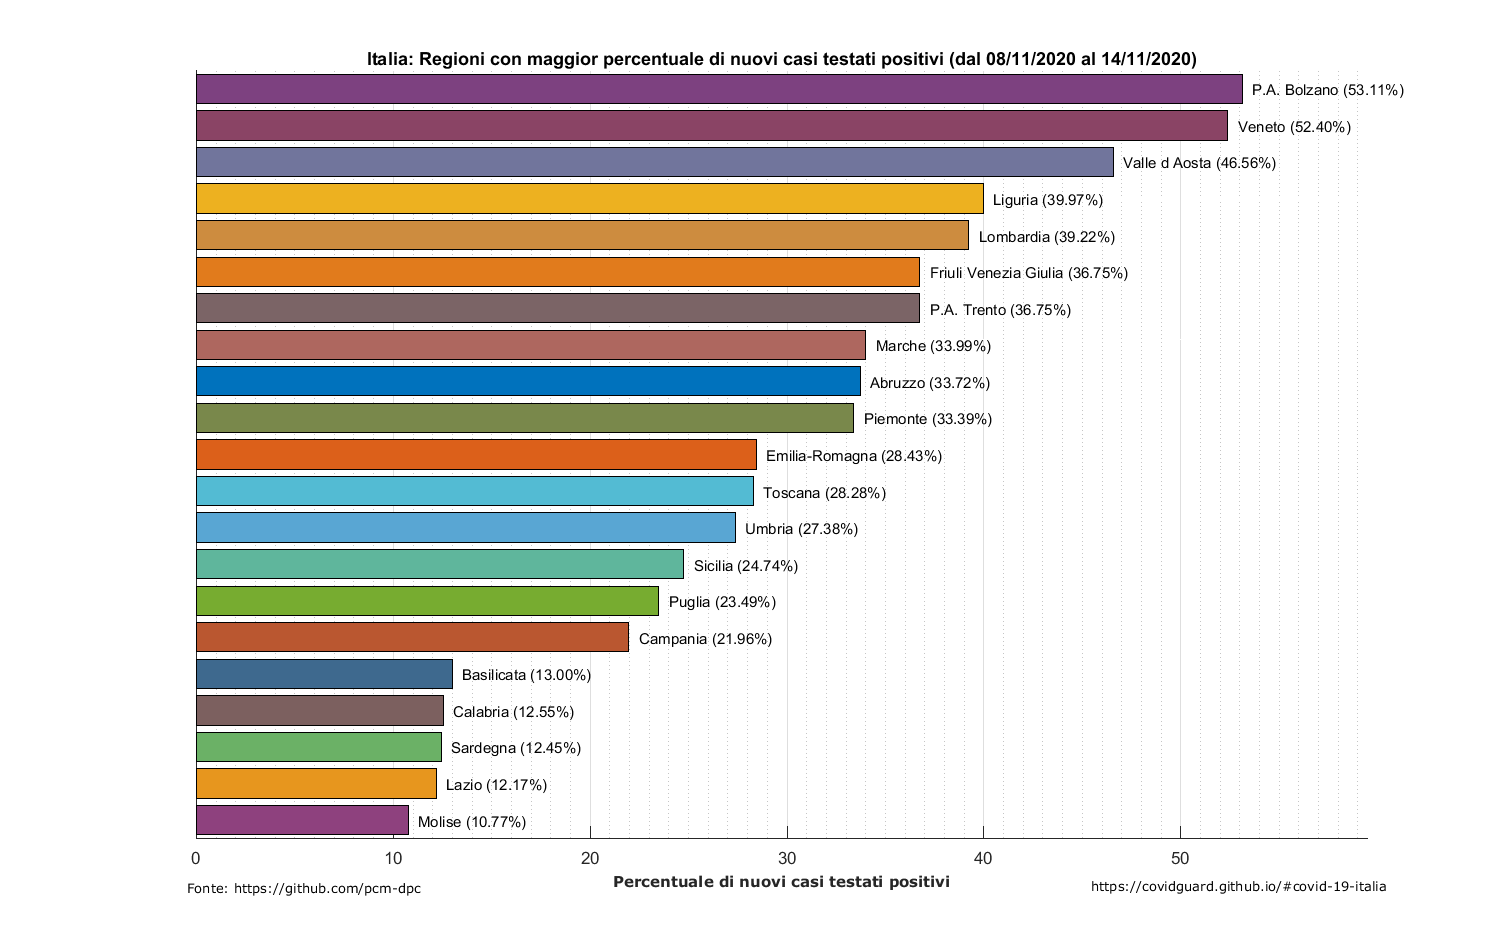 Italia: Regioni con maggior percentuale di nuovi casi testati positivi (dal 08/11/2020 al 14/11/2020)
P.A. Bolzano (53.11%)
Veneto (52.40%)
Valle d Aosta (46.56%)
Liguria (39.97%)
Lombardia (39.22%)
Friuli Venezia Giulia (36.75%)
P.A. Trento (36.75%)
Marche (33.99%)
Abruzzo (33.72%)
Piemonte (33.39%)
Emilia-Romagna (28.43%)
Toscana (28.28%)
Umbria (27.38%)
Sicilia (24.74%)
Puglia (23.49%)
Campania (21.96%)
Basilicata (13.00%)
Calabria (12.55%)
Sardegna (12.45%)
Lazio (12.17%)
Molise (10.77%)
0 10 20 30 40 50
Percentuale di nuovi casi testati positivi
Fonte: https://github.com/pcm-dpc
https://covidguard.github.io/#covid-19-italia